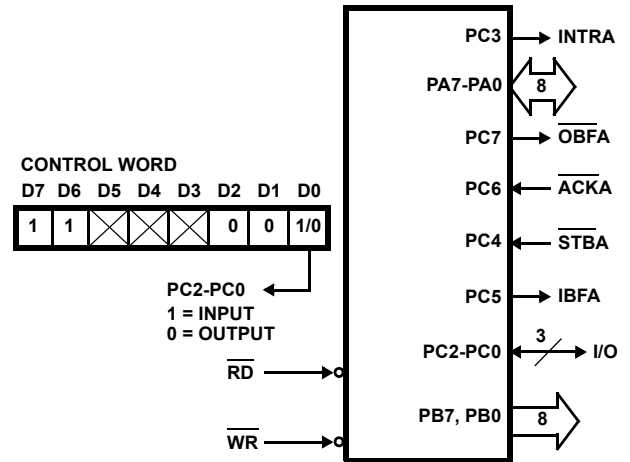 PC3 INTRA
PA7-PA0 8
PC7 OBFA
CONTROL WORD
D7 D6 D5 D4 D3 D2 D1 D0
PC6 ACKA
1 1 0 0 1/0
PC4 STBA
PC2-PC0
1 = INPUT
0 = OUTPUT
PC5 IBFA
PC2-PC0 3 I/O
RD
PB7, PB0 8
WR